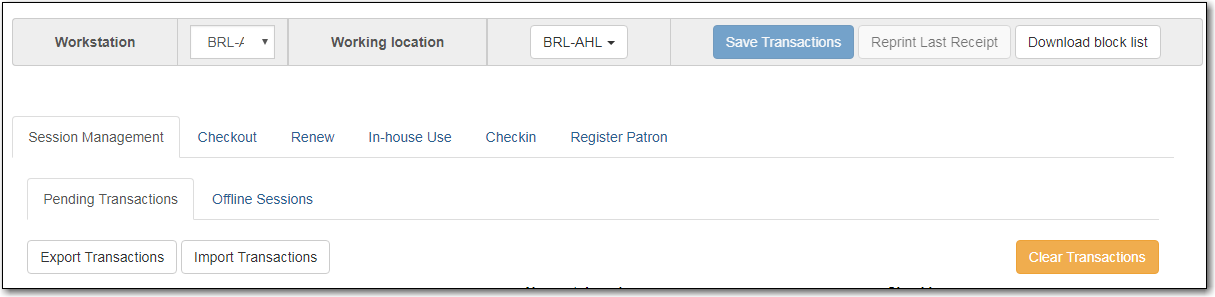 Workstation BRL-A Working location BRL-AHL Save Transactions Reprint Last Receipt Download block list
Session Management Checkout Renew In-house Use Checkin Register Patron
Pending Transactions Offline Sessions
Export Transactions Import Transactions Clear Transactions